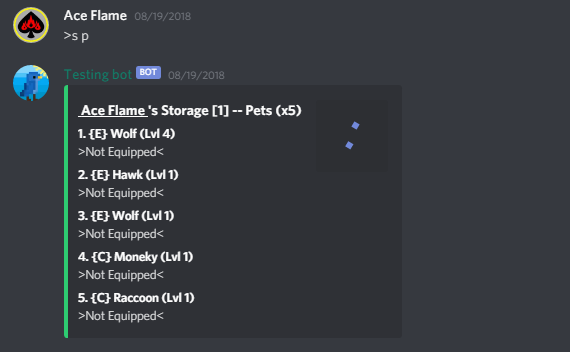 Ace Flame 08/19/2018
>s p
Testing bot BOT 08/19/2018
Ace Flame 's Storage [1] -- Pets (x5)
1. {E} Wolf (Lvl 4)
>Not Equipped<
2. {E} Hawk (Lvl 1)
>Not Equipped<
3. {E} Wolf (Lvl 1)
>Not Equipped<
4. {C} Moneky (Lvl 1)
>Not Equipped<
5. {C} Raccoon (Lvl 1)
>Not Equipped<